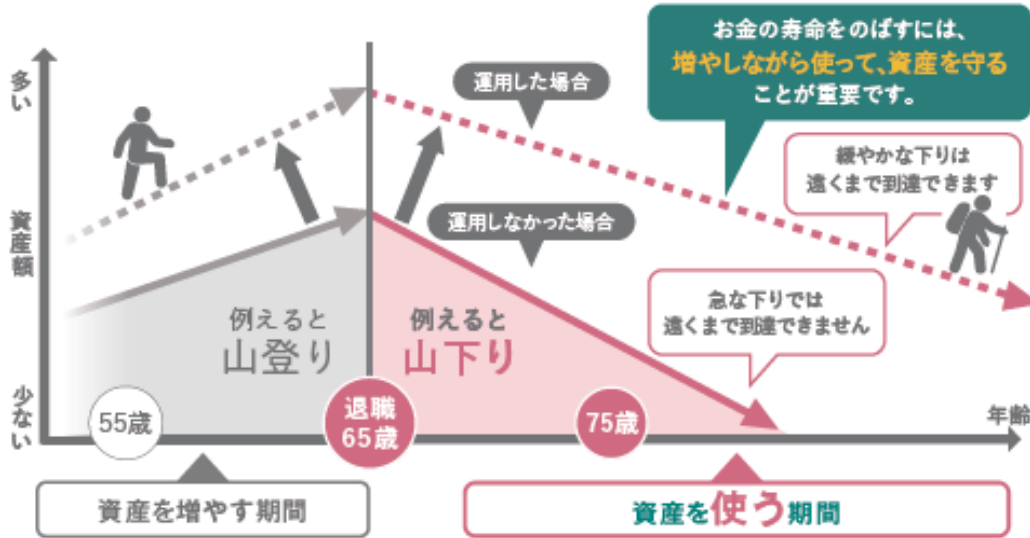 お金の寿命をのばすには、
増やしながら使って、資産を守る
ことが重要です。
多い
資産額
少ない
運用した場合
緩やかな下りは
遠くまで到達できます
運用しなかった場合
急な下りでは
遠くまで到達できません
例えると
山登り
例えると
山下り
55歳
退職
65歳
75歳
年齢
資産を増やす期間
資産を使う期間